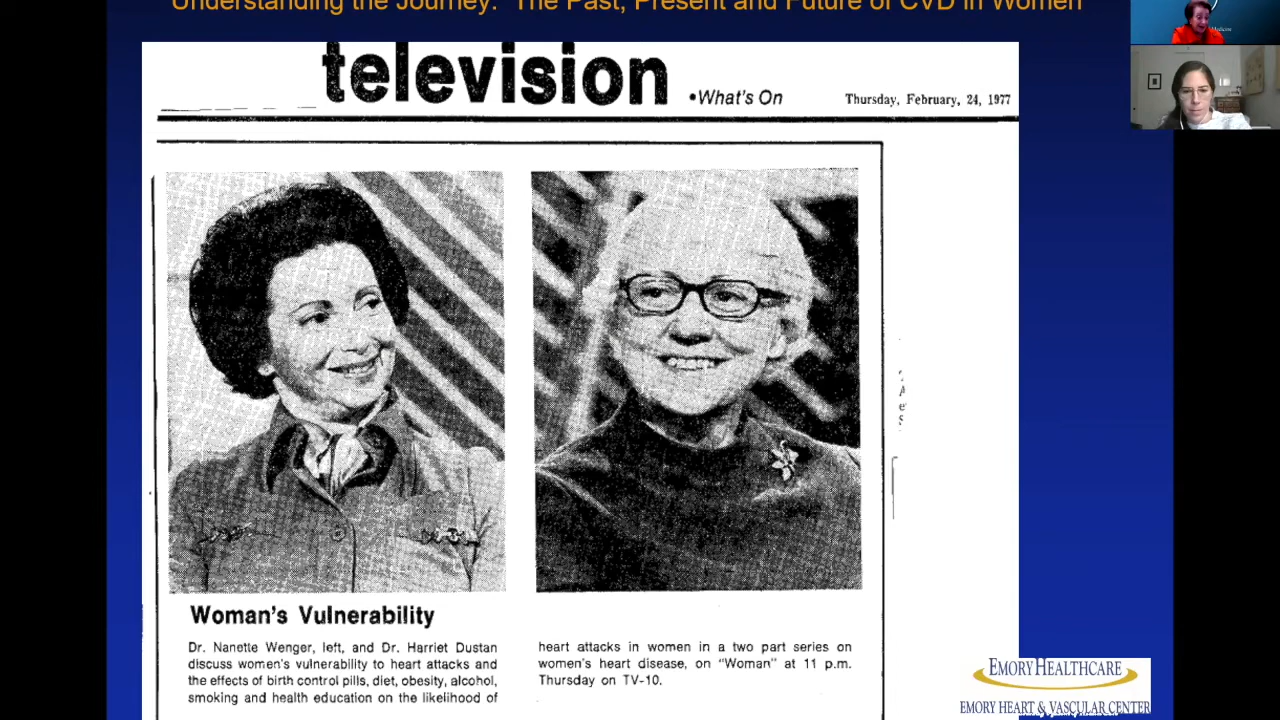 Understanding the Journey: The Past, Present and Future of CVD in Women
television
•What's On
Thursday, February, 24, 1977
Woman's Vulnerability
Dr. Nanette Wenger, left, and Dr. Harriet Dustan
discuss women's vulnerability to heart attacks and
the effects of birth control pills, diet, obesity, alcohol,
smoking and health education on the likelihood of
heart attacks in women in a two part series on
women's heart disease, on “Woman” at 11 p.m.
Thursday on TV-10.
EMORY HEALTHCARE
EMORY HEART & VASCULAR CENTER